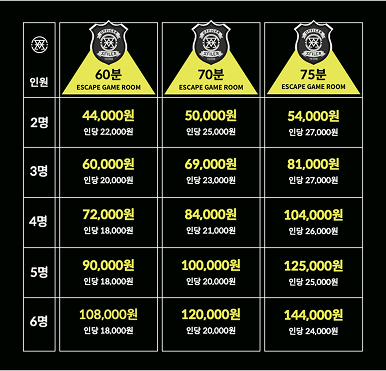 60분
70분
75분
인원
ESCAPE GAME ROOM
ESCAPE GAME ROOM
ESCAPE GAME ROOM
2명
44,000원
50,000원
54,000원
인당 22,000원
인당 25,000원
인당 27,000원
3명
60,000원
69,000원
81,000원
인당 20,000원
인당 23,000원
인당 27,000원
4명
72,000원
84,000원
104,000원
인당 18,000원
인당 21,000원
인당 26,000원
5명
90,000원
100,000원
125,000원
인당 18,000원
인당 20,000원
인당 25,000원
6명
108,000원
120,000원
144,000원
인당 18,000원
인당 20,000원
인당 24,000원